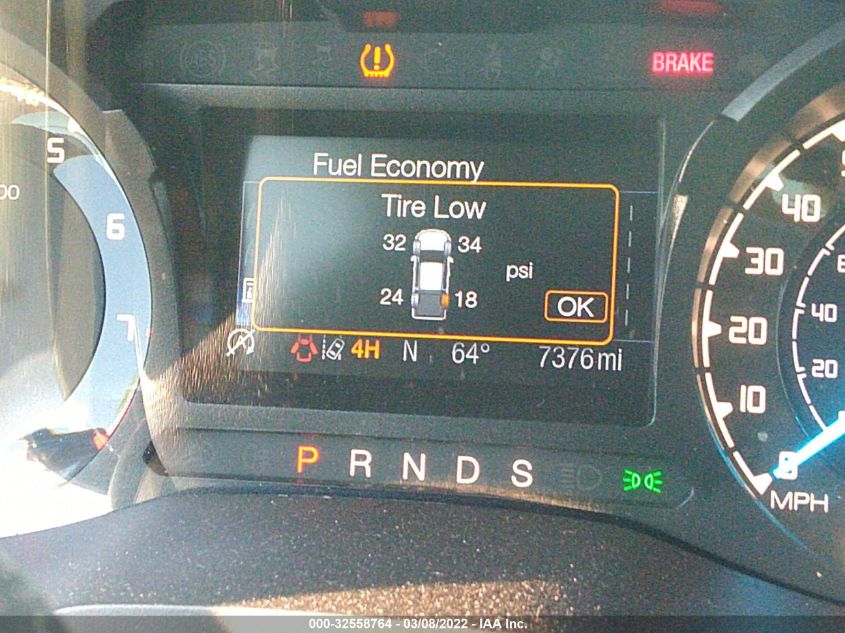 BRAKE
5
6
7
Fuel Economy
Tire Low
32 34
24 18
psi
OK
4H N 64° 7376mi
P R N D S
40
30
20
10
0
MPH
40
20
000-32558764 - 03/08/2022 - IAA Inc.